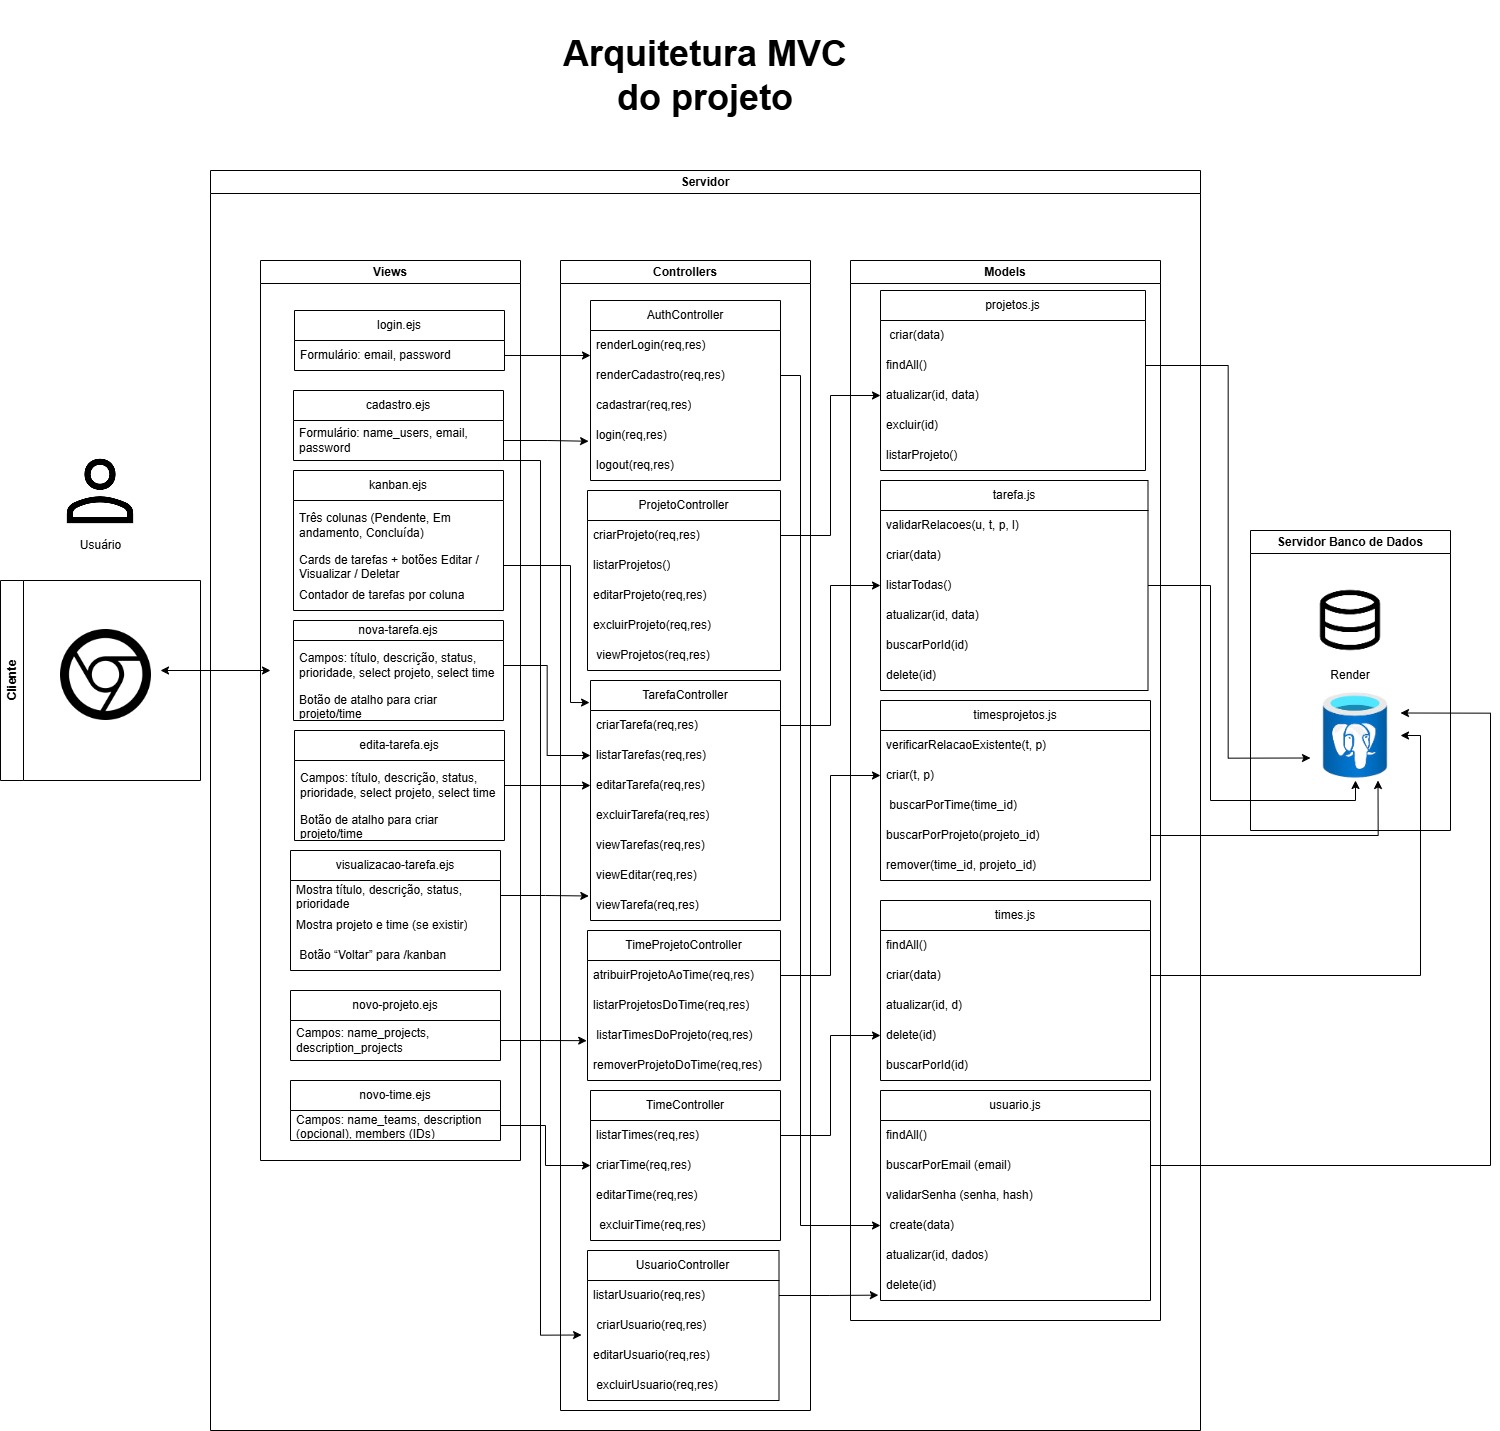 Arquitetura MVC
do projeto
Servidor
Views
login.ejs
Formulário: email, password
cadastro.ejs
Formulário: name_users, email,
password
kanban.ejs
Três colunas (Pendente, Em
andamento, Concluída)
Cards de tarefas + botões Editar /
Visualizar / Deletar
Contador de tarefas por coluna
nova-tarefa.ejs
Campos: título, descrição, status,
prioridade, select projeto, select time
Botão de atalho para criar
projeto/time
edita-tarefa.ejs
Campos: título, descrição, status,
prioridade, select projeto, select time
Botão de atalho para criar
projeto/time
visualizacao-tarefa.ejs
Mostra título, descrição, status,
prioridade
Mostra projeto e time (se existir)
Botão “Voltar” para /kanban
novo-projeto.ejs
Campos: name_projects,
description_projects
novo-time.ejs
Campos: name_teams, description
(opcional), members (IDs)
Controllers
AuthController
renderLogin(req,res)
renderCadastro(req,res)
cadastrar(req,res)
login(req,res)
logout(req,res)
ProjetoController
criarProjeto(req,res)
listarProjetos()
editarProjeto(req,res)
excluirProjeto(req,res)
viewProjetos(req,res)
TarefaController
criarTarefa(req,res)
listarTarefas(req,res)
editarTarefa(req,res)
excluirTarefa(req,res)
viewTarefas(req,res)
viewEditar(req,res)
viewTarefa(req,res)
TimeProjetoController
atribuirProjetoAoTime(req,res)
listarProjetosDoTime(req,res)
listarTimesDoProjeto(req,res)
removerProjetoDoTime(req,res)
TimeController
listarTimes(req,res)
criarTime(req,res)
editarTime(req,res)
excluirTime(req,res)
UsuarioController
listarUsuario(req,res)
criarUsuario(req,res)
editarUsuario(req,res)
excluirUsuario(req,res)
Models
projetos.js
criar(data)
findAll()
atualizar(id, data)
excluir(id)
listarProjeto()
tarefa.js
validarRelacoes(u, t, p, l)
criar(data)
listarTodas()
atualizar(id, data)
buscarPorId(id)
delete(id)
timesprojetos.js
verificarRelacaoExistente(t, p)
criar(t, p)
buscarPorTime(time_id)
buscarPorProjeto(projeto_id)
remover(time_id, projeto_id)
times.js
findAll()
criar(data)
atualizar(id, d)
delete(id)
buscarPorId(id)
usuario.js
findAll()
buscarPorEmail (email)
validarSenha (senha, hash)
create(data)
atualizar(id, dados)
delete(id)
Usuário
Cliente
Servidor Banco de Dados
Render